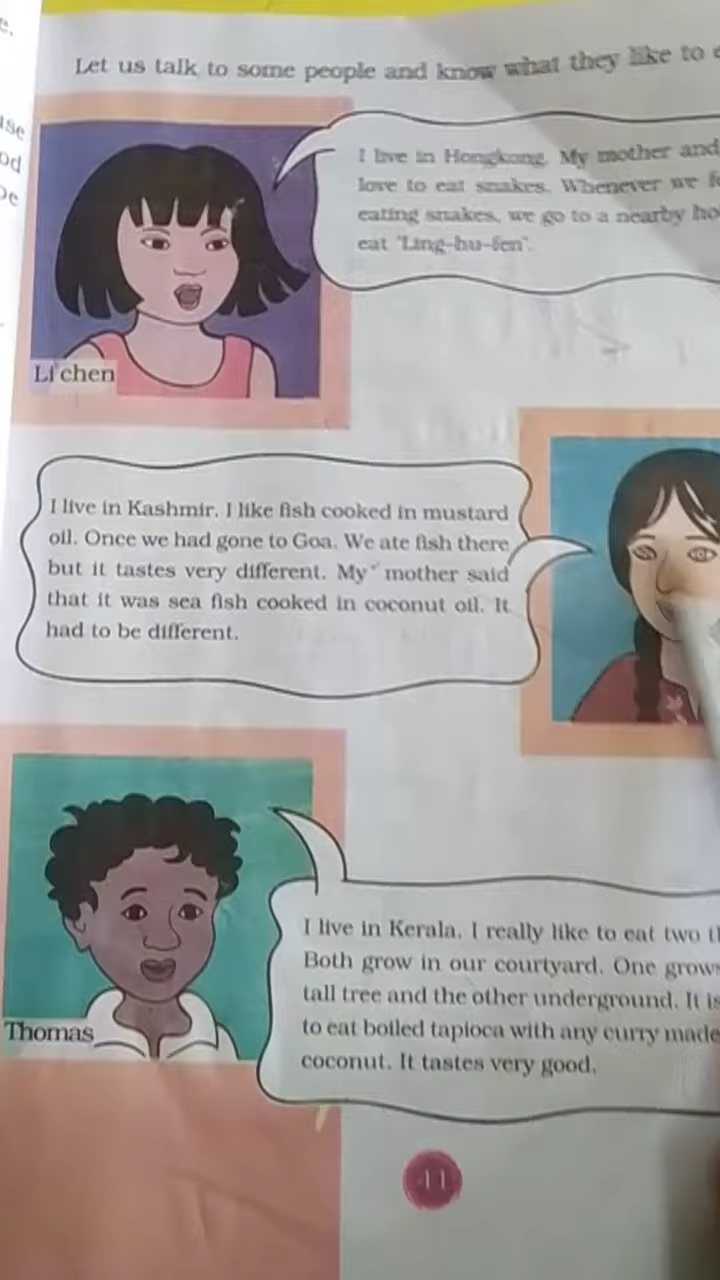 Let us talk to some people and know what they like to
I live in Hongkong. My mother and
love to eat snakes. Whenever we
eating snakes, we go to a nearby
eat 'Ling-hu-fen'.
Li chen
I live in Kashmir. I like fish cooked in mustard
oil. Once we had gone to Goa. We ate fish there
but it tastes very different. My mother said
that it was sea fish cooked in coconut oil. It
had to be different.
I live in Kerala. I really like to eat two
Both grow in our courtyard. One grows
tall tree and the other underground. It is
to eat boiled tapioca with any curry made
coconut. It tastes very good.
Thomas
41